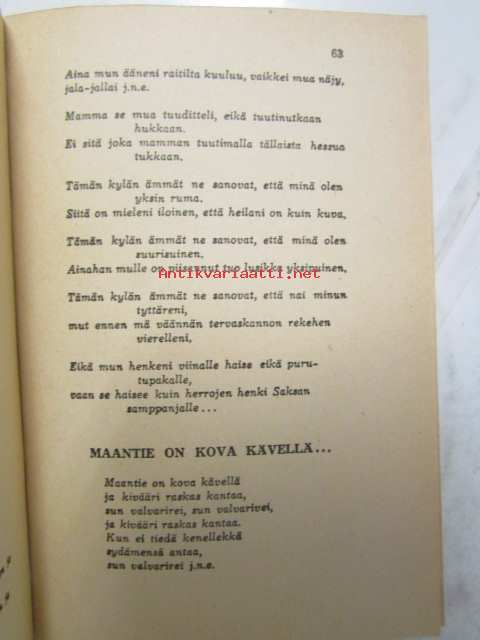 63
Aina mun ääneni raitilta kuuluu, vaikkei mua näjy,
jala-jallai j.n.e.
Mamma se mua tuuditteli, eikä tuutinutkaan
hukkaan.
Ei sitä joka mamman tuutimalla tällaista hessua
tukkaan.
Tämän kylän ämmät ne sanovat, että minä olen
yksin ruma.
Siitä on mieleni iloinen, että heilani on kuin kuva.
Tämän kylän ämmät ne sanovat, että minä olen
suurisuinen.
Ainahan mulle on piisannut tuo lusikka yksipuinen.
Antikvariaatti.net
Tämän kylän ämmät ne sanovat, että nai minun
tyttäreni,
mut ennen mä väännän tervaskannon rekehen
vierelleni,
Eikä mun henkeni viinalle haise eikä puru-
tupakalle,
vaan se haisee kuin herrojen henki Saksan
samppanjalle...
MAANTIE ON KOVA KÄVELLÄ...
Maantie on kova kävellä
ja kivääri raskas kantaa,
sun valvarirei, sun valvarivei,
ja kivääri raskas kantaa.
Kun ei tiedä kenellekkä
sydämensä antaa,
sun valvarirei j.n.e.